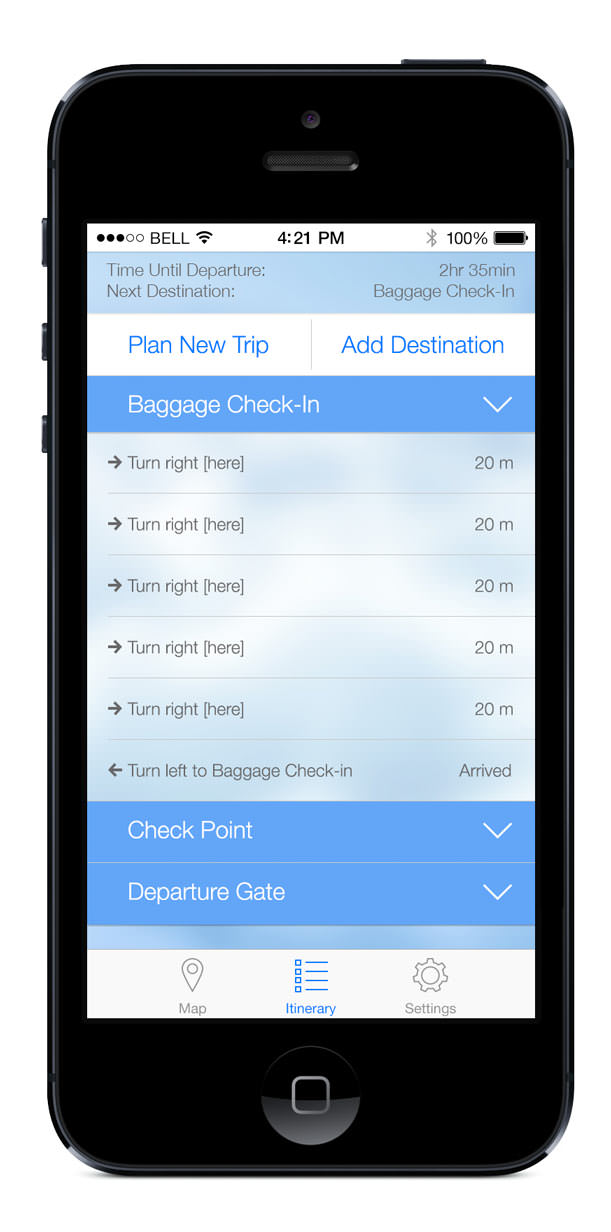 BELL 4:21 PM 100%
Time Until Departure: 2hr 35min
Next Destination: Baggage Check-In
Plan New Trip Add Destination
Baggage Check-In
Turn right [here] 20 m
Turn right [here] 20 m
Turn right [here] 20 m
Turn right [here] 20 m
Turn right [here] 20 m
Turn left to Baggage Check-in Arrived
Check Point
Departure Gate
Map Itinerary Settings